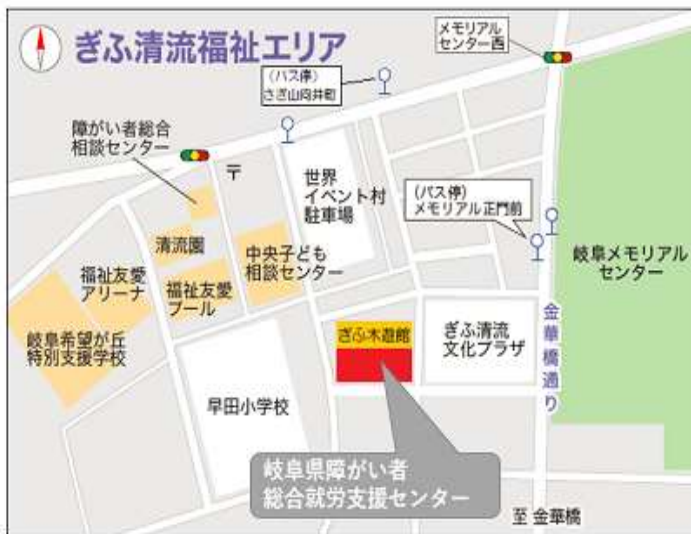 ぎふ清流福祉エリア
メモリアル
センター西
(バス停)
さぎ山向井町
障がい者総合
相談センター
〒
世界
イベント村
駐車場
(バス停)
メモリアル正門前
清流園
中央子ども
相談センター
岐阜メモリアル
センター
福祉友愛
アリーナ
福祉友愛
プール
岐阜希望が丘
特別支援学校
ぎふ木遊館
ぎふ清流
文化プラザ
金華橋通り
早田小学校
岐阜県障がい者
総合就労支援センター
至 金華橋